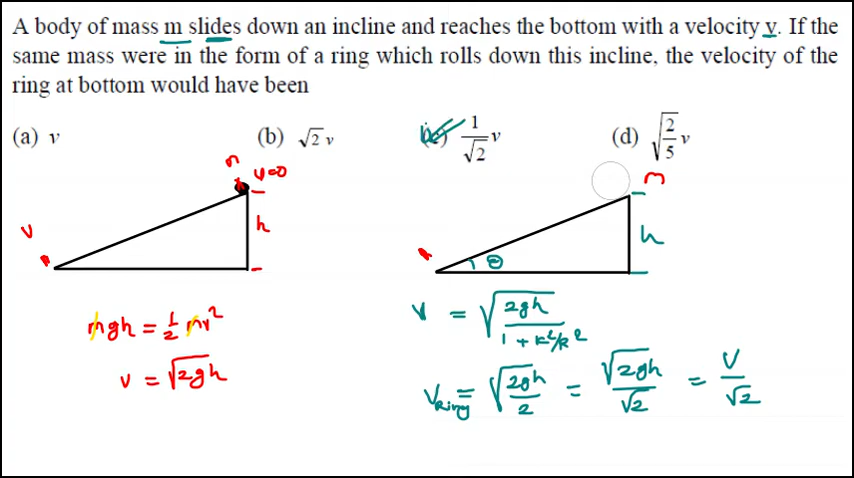 A body of mass m slides down an incline and reaches the bottom with a velocity v. If the
same mass were in the form of a ring which rolls down this incline, the velocity of the
ring at bottom would have been
(a) v (b) √2 v (c) 1/√2 v (d) √(2/5) v
m v=0
h
v
mgh = 1/2 mv²
v = √2gh
m
h
θ
v = √(2gh/(1 + K²/R²))
V Ring = √(2gh/2) = √2gh/√2 = V/√2